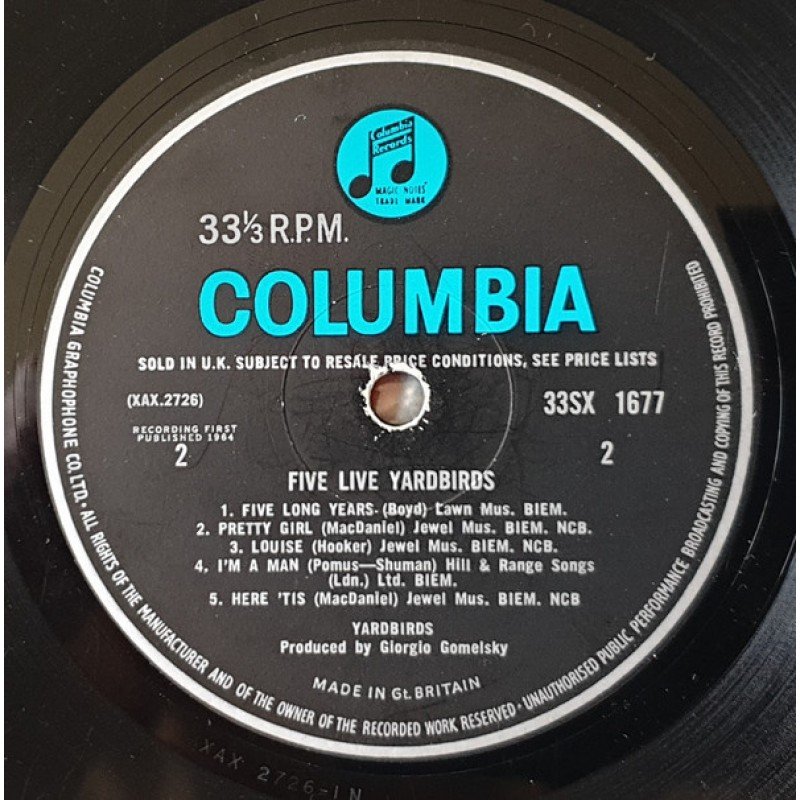 Columbia
Records
MAGIC NOTES
TRADE MARK
33⅓ R.P.M.
COLUMBIA
SOLD IN U.K. SUBJECT TO RESALE PRICE CONDITIONS, SEE PRICE LISTS
(XAX.2726)
33SX 1677
RECORDING FIRST
PUBLISHED 1964
2
2
FIVE LIVE YARDBIRDS
1. FIVE LONG YEARS- (Boyd) Lawn Mus. BIEM.
2. PRETTY GIRL (MacDaniel) Jewel Mus. BIEM. NCB.
3. LOUISE (Hooker) Jewel Mus. BIEM. NCB.
4. I'M A MAN (Pomus—Shuman) Hill & Range Songs
(Ldn.) Ltd. BIEM.
5. HERE 'TIS (MacDaniel) Jewel Mus. BIEM. NCB
YARDBIRDS
Produced by Giorgio Gomelsky
MADE IN Gt. BRITAIN
COLUMBIA GRAPHOPHONE CO. LTD. · ALL RIGHTS OF THE MANUFACTURER AND OF THE OWNER OF THE RECORDED WORK RESERVED · UNAUTHORISED PUBLIC PERFORMANCE BROADCASTING AND COPYING OF THIS RECORD PROHIBITED
XAX 2726-1N